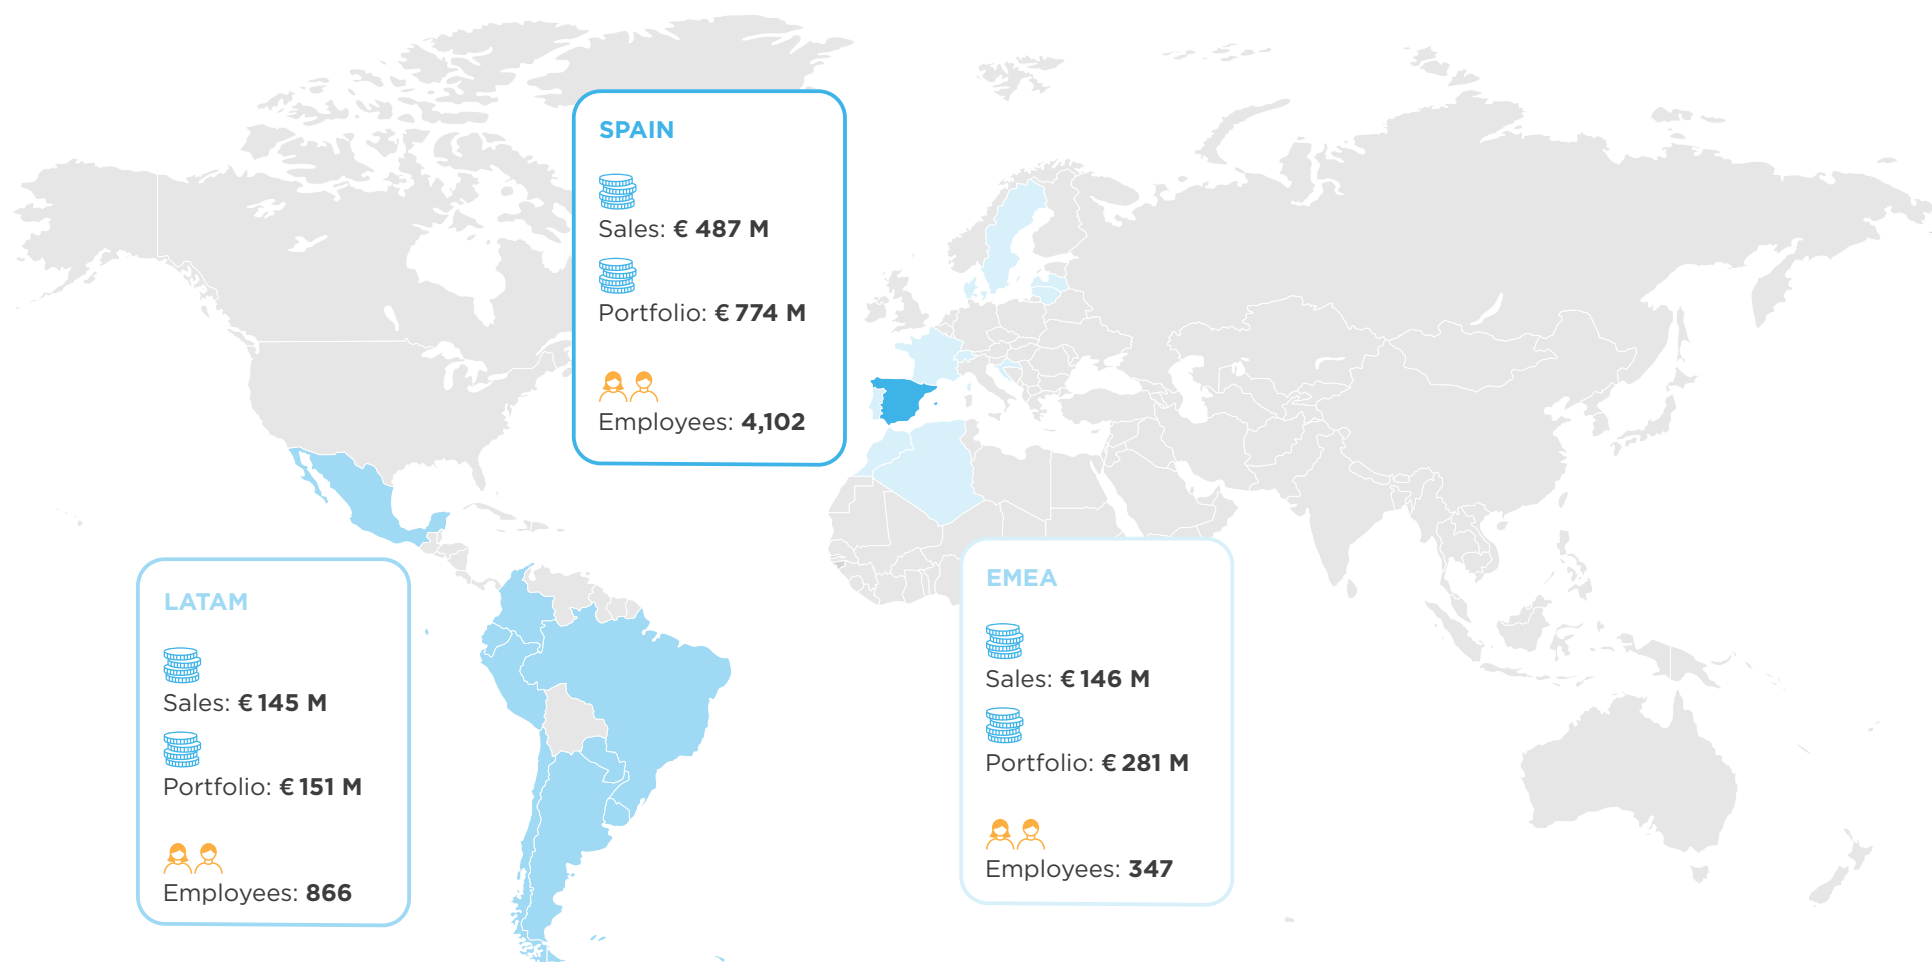 SPAIN
Sales: € 487 M
Portfolio: € 774 M
Employees: 4,102
LATAM
Sales: € 145 M
Portfolio: € 151 M
Employees: 866
EMEA
Sales: € 146 M
Portfolio: € 281 M
Employees: 347